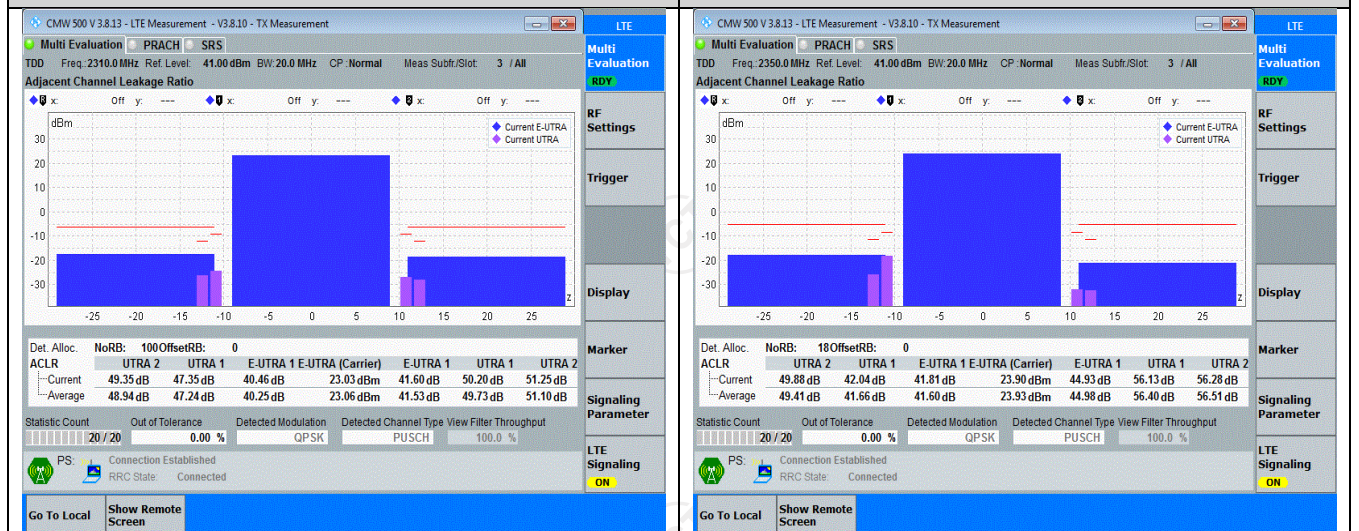 CMW 500 V 3.8.13 - LTE Measurement - V3.8.10 - TX Measurement
LTE
Multi Evaluation PRACH SRS
TDD Freq.:2310.0 MHz Ref. Level: 41.00 dBm BW:20.0 MHz CP :Normal Meas Subfr./Slot: 3 / All
Adjacent Channel Leakage Ratio
x: Off y: --- 1 x: Off y: --- 2 x: Off y: ---
dBm
Current E-UTRA
Current UTRA
30
20
10
0
-10
-20
-30
-25 -20 -15 -10 -5 0 5 10 15 20 25
Det. Alloc. NoRB: 100 OffsetRB: 0
ACLR UTRA 2 UTRA 1 E-UTRA 1 E-UTRA (Carrier) E-UTRA 1 UTRA 1 UTRA 2
Current 49.35 dB 47.35 dB 40.46 dB 23.03 dBm 41.60 dB 50.20 dB 51.25 dB
Average 48.94 dB 47.24 dB 40.25 dB 23.06 dBm 41.53 dB 49.73 dB 51.10 dB
Statistic Count Out of Tolerance Detected Modulation Detected Channel Type View Filter Throughput
20 / 20 0.00 % QPSK PUSCH 100.0 %
PS: Connection Established
RRC State: Connected
Multi
Evaluation
RDY
RF
Settings
Trigger
Display
Marker
Signaling
Parameter
LTE
Signaling
ON
Go To Local
Show Remote
Screen
CMW 500 V 3.8.13 - LTE Measurement - V3.8.10 - TX Measurement
LTE
Multi Evaluation PRACH SRS
TDD Freq.:2350.0 MHz Ref. Level: 41.00 dBm BW:20.0 MHz CP :Normal Meas Subfr./Slot: 3 / All
Adjacent Channel Leakage Ratio
x: Off y: --- 1 x: Off y: --- 2 x: Off y: ---
dBm
Current E-UTRA
Current UTRA
30
20
10
0
-10
-20
-30
-25 -20 -15 -10 -5 0 5 10 15 20 25
Det. Alloc. NoRB: 18 OffsetRB: 0
ACLR UTRA 2 UTRA 1 E-UTRA 1 E-UTRA (Carrier) E-UTRA 1 UTRA 1 UTRA 2
Current 49.88 dB 42.04 dB 41.81 dB 23.90 dBm 44.93 dB 56.13 dB 56.28 dB
Average 49.41 dB 41.66 dB 41.60 dB 23.93 dBm 44.98 dB 56.40 dB 56.51 dB
Statistic Count Out of Tolerance Detected Modulation Detected Channel Type View Filter Throughput
20 / 20 0.00 % QPSK PUSCH 100.0 %
PS: Connection Established
RRC State: Connected
Multi
Evaluation
RDY
RF
Settings
Trigger
Display
Marker
Signaling
Parameter
LTE
Signaling
ON
Go To Local
Show Remote
Screen